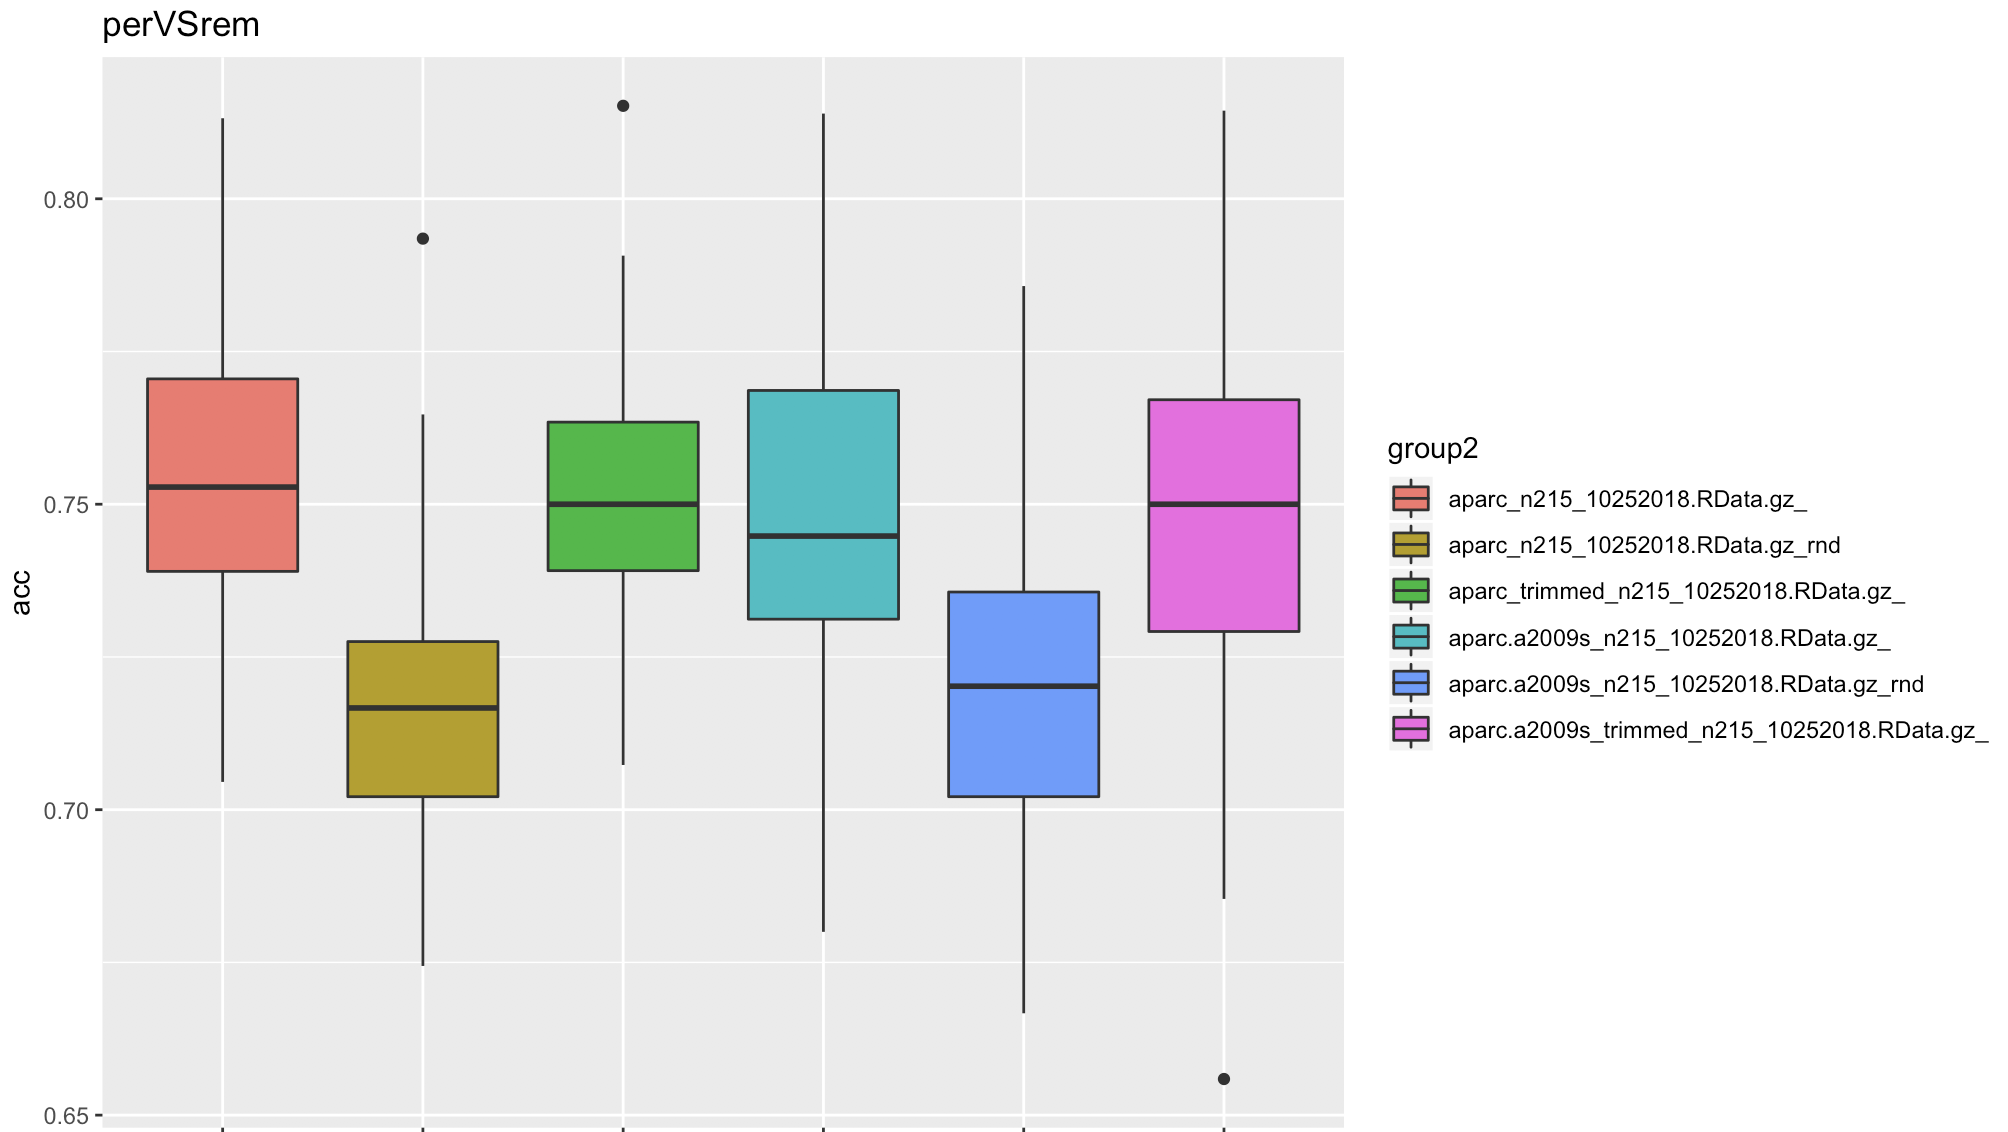 perVSrem
0.80
0.75
0.70
0.65
acc
group2
aparc_n215_10252018.RData.gz_
aparc_n215_10252018.RData.gz_rnd
aparc_trimmed_n215_10252018.RData.gz_
aparc.a2009s_n215_10252018.RData.gz_
aparc.a2009s_n215_10252018.RData.gz_rnd
aparc.a2009s_trimmed_n215_10252018.RData.gz_